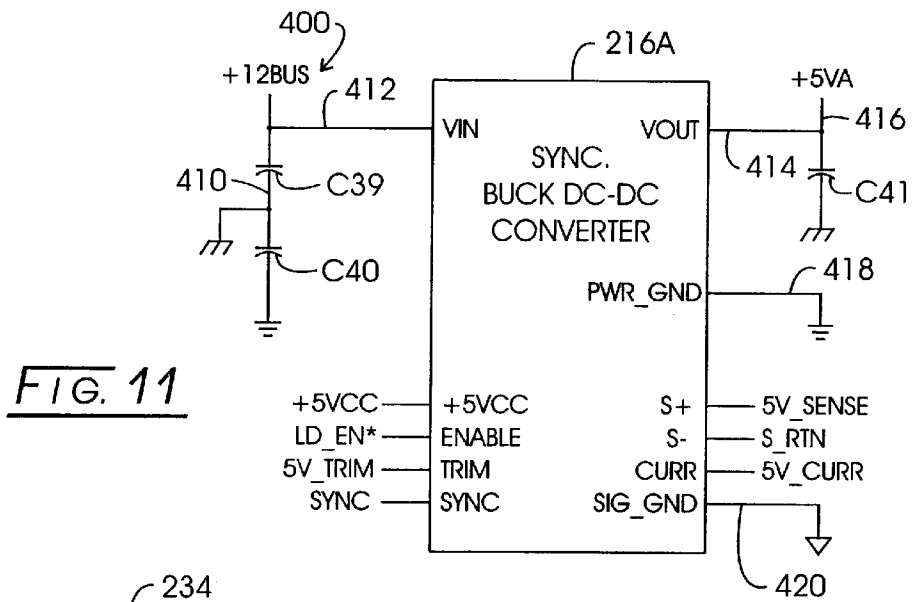 400
216A
+12BUS
412
+5VA
VIN
VOUT
416
SYNC.
BUCK DC-DC
CONVERTER
414
410
C39
C41
C40
418
PWR_GND
FIG. 11
+5VCC
+5VCC
S+
5V_SENSE
LD_EN*
ENABLE
S-
S_RTN
5V_TRIM
TRIM
CURR
5V_CURR
SYNC
SYNC
SIG_GND
420
234